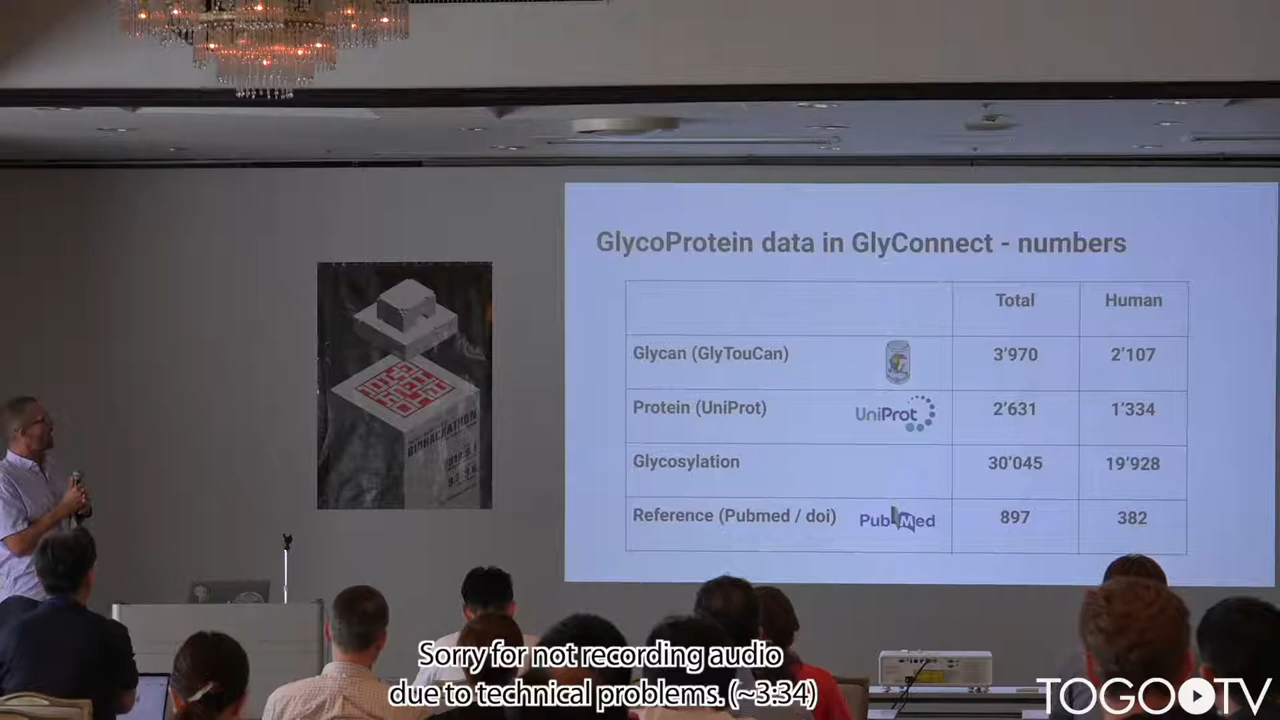 GlycoProtein data in GlyConnect - numbers
Total Human
Glycan (GlyTouCan) 3'970 2'107
Protein (UniProt) UniProt 2'631 1'334
Glycosylation 30'045 19'928
Reference (Pubmed / doi) PubMed 897 382
BIOHACKATHON
Sorry for not recording audio
due to technical problems. (~3:34)
TOGO TV